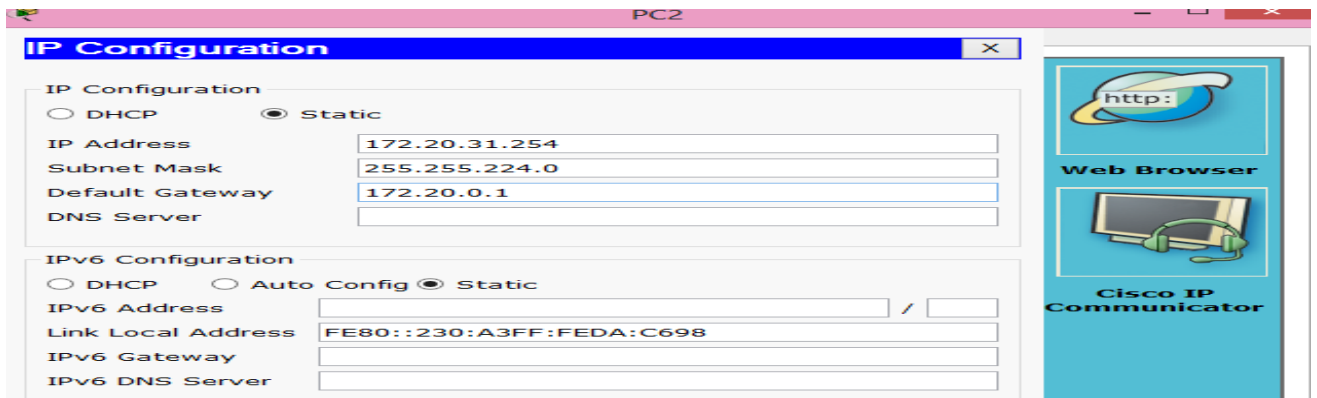 PC2
IP Configuration
IP Configuration
DHCP Static
IP Address 172.20.31.254
Subnet Mask 255.255.224.0
Default Gateway 172.20.0.1
DNS Server
IPv6 Configuration
DHCP Auto Config Static
IPv6 Address /
Link Local Address FE80::230:A3FF:FEDA:C698
IPv6 Gateway
IPv6 DNS Server
http:
Web Browser
Cisco IP
Communicator